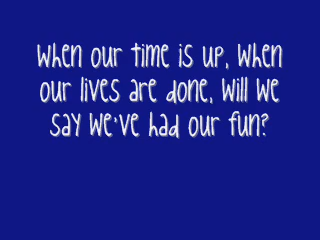 When our time is up, When
our lives are done, Will We
say We've had our fun?